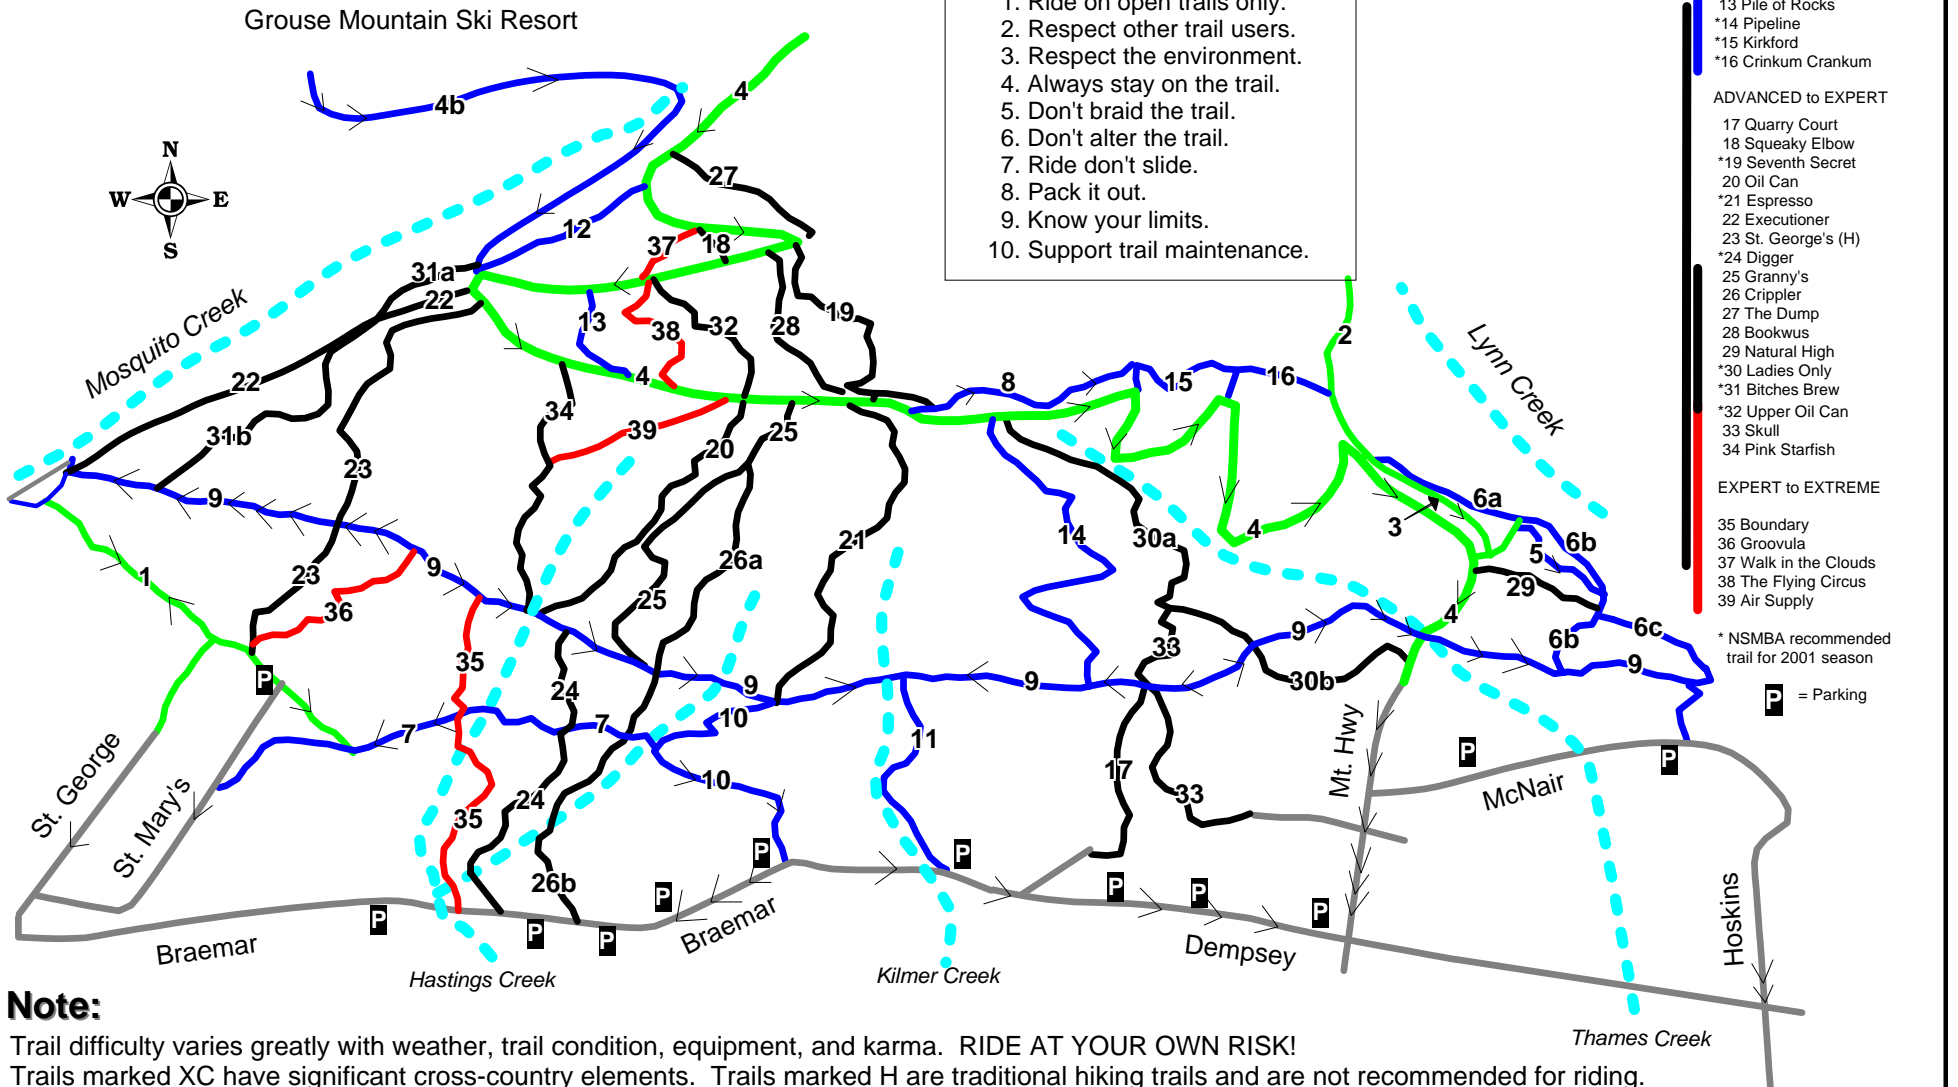 Grouse Mountain Ski Resort
1. Ride on open trails only.
2. Respect other trail users.
3. Respect the environment.
4. Always stay on the trail.
5. Don't braid the trail.
6. Don't alter the trail.
7. Ride don't slide.
8. Pack it out.
9. Know your limits.
10. Support trail maintenance.
13 Pile of Rocks
*14 Pipeline
*15 Kirkford
*16 Crinkum Crankum
ADVANCED to EXPERT
17 Quarry Court
18 Squeaky Elbow
*19 Seventh Secret
20 Oil Can
*21 Espresso
22 Executioner
23 St. George's (H)
*24 Digger
25 Granny's
26 Crippler
27 The Dump
28 Bookwus
29 Natural High
*30 Ladies Only
*31 Bitches Brew
*32 Upper Oil Can
33 Skull
34 Pink Starfish
EXPERT to EXTREME
35 Boundary
36 Groovula
37 Walk in the Clouds
38 The Flying Circus
39 Air Supply
* NSMBA recommended
trail for 2001 season
P = Parking
N
W E
S
4b
4
27
12
37
18
31a
22
13
38
32
28
19
2
Mosquito Creek
Lynn Creek
22
4
8
15
16
34
39
25
20
31b
23
9
21
14
30a
4
3
6a
6b
5
26a
1
23
9
36
25
29
4
6b
6c
9
35
24
33
9
30b
9
9
P
7
7
10
10
11
17
33
24
35
26b
St. George
St. Mary's
Mt. Hwy
McNair
Hoskins
P
P
P
P
P
P
P
P
P
P
P
Braemar
Braemar
Dempsey
Hastings Creek
Kilmer Creek
Thames Creek
Note:
Trail difficulty varies greatly with weather, trail condition, equipment, and karma. RIDE AT YOUR OWN RISK!
Trails marked XC have significant cross-country elements. Trails marked H are traditional hiking trails and are not recommended for riding.